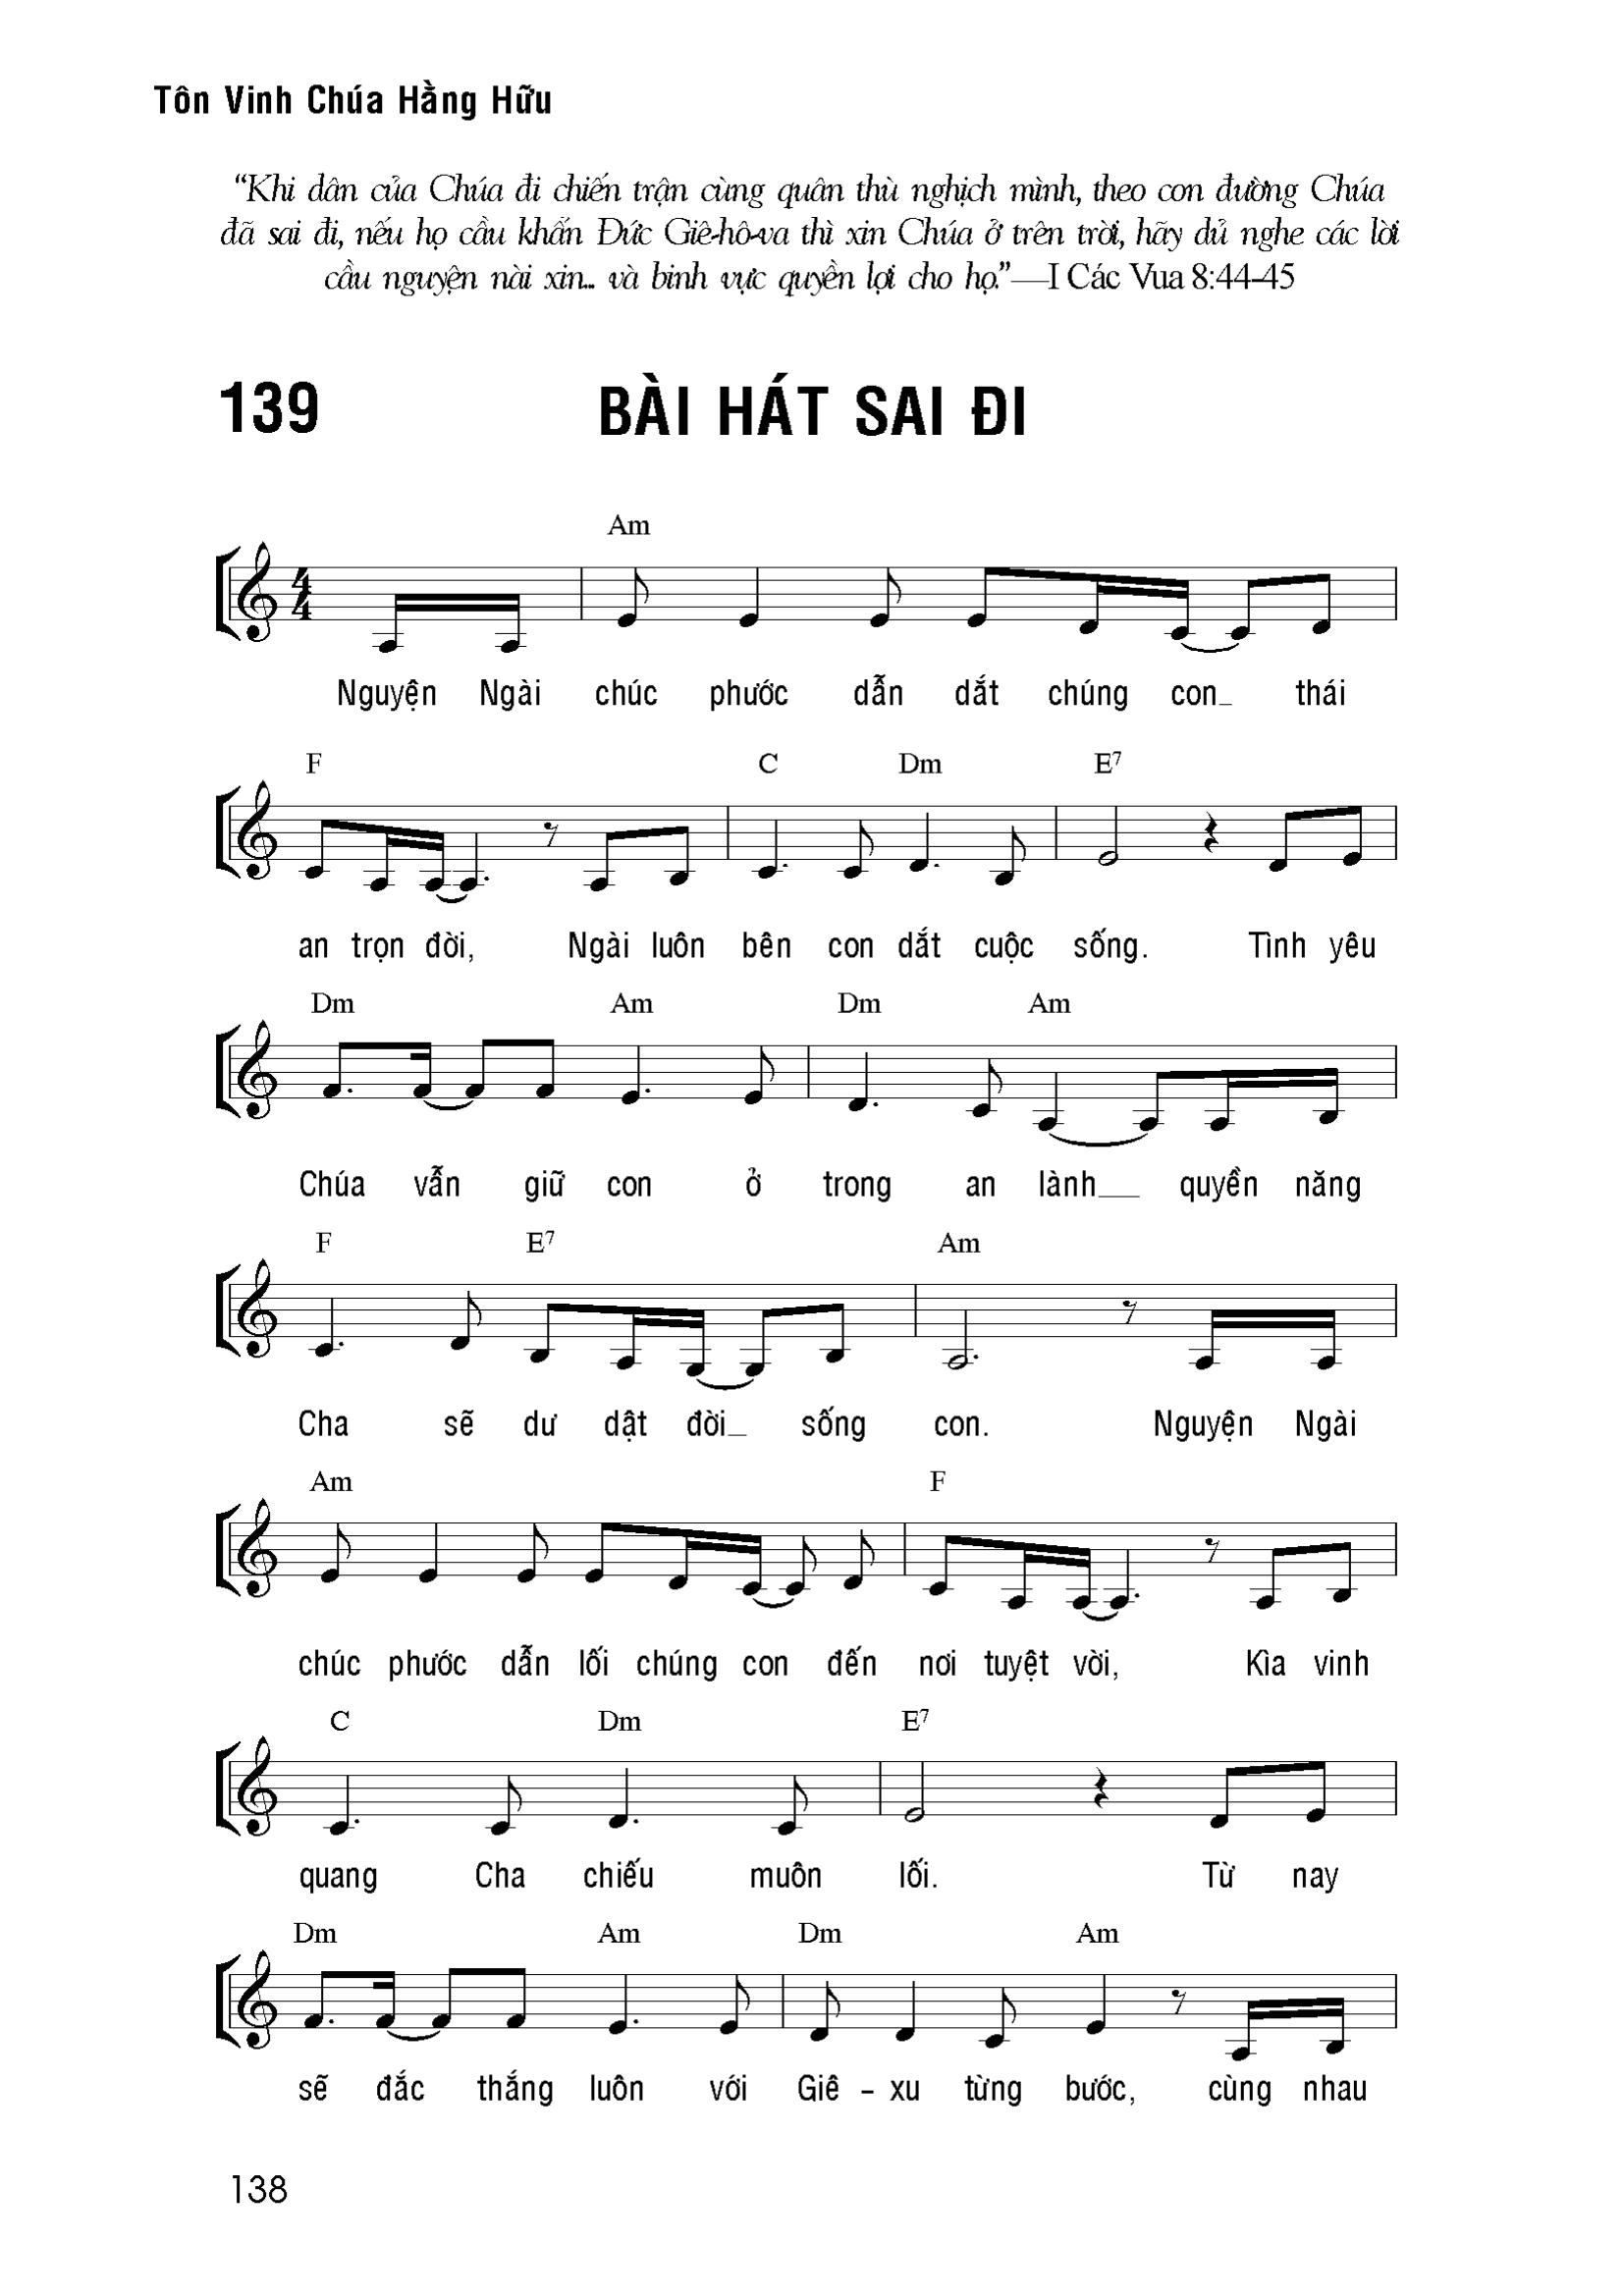 Tôn Vinh Chúa Hằng Hữu
“Khi dân của Chúa đi chiến trận cùng quân thù nghịch mình, theo con đường Chúa
đã sai đi, nếu họ cầu khẩn Đức Giê-hô-va thì xin Chúa ở trên trời, hãy dủ nghe các lời
cầu nguyện nài xin... và binh vực quyền lợi cho họ.”—I Các Vua 8:44-45
139 BÀI HÁT SAI ĐI
Am
4
4
Nguyện Ngài chúc phước dẫn dắt chúng con_ thái
F C Dm E7
an trọn đời, Ngài luôn bên con dắt cuộc sống. Tình yêu
Dm Am Dm Am
Chúa vẫn giữ con ở trong an lành__ quyền năng
F E7 Am
Cha sẽ dư dật đời_ sống con. Nguyện Ngài
Am F
chúc phước dẫn lối chúng con đến nơi tuyệt vời, Kìa vinh
C Dm E7
quang Cha chiếu muôn lối. Từ nay
Dm Am Dm Am
sẽ đắc thắng luôn với Giê - xu từng bước, cùng nhau
138